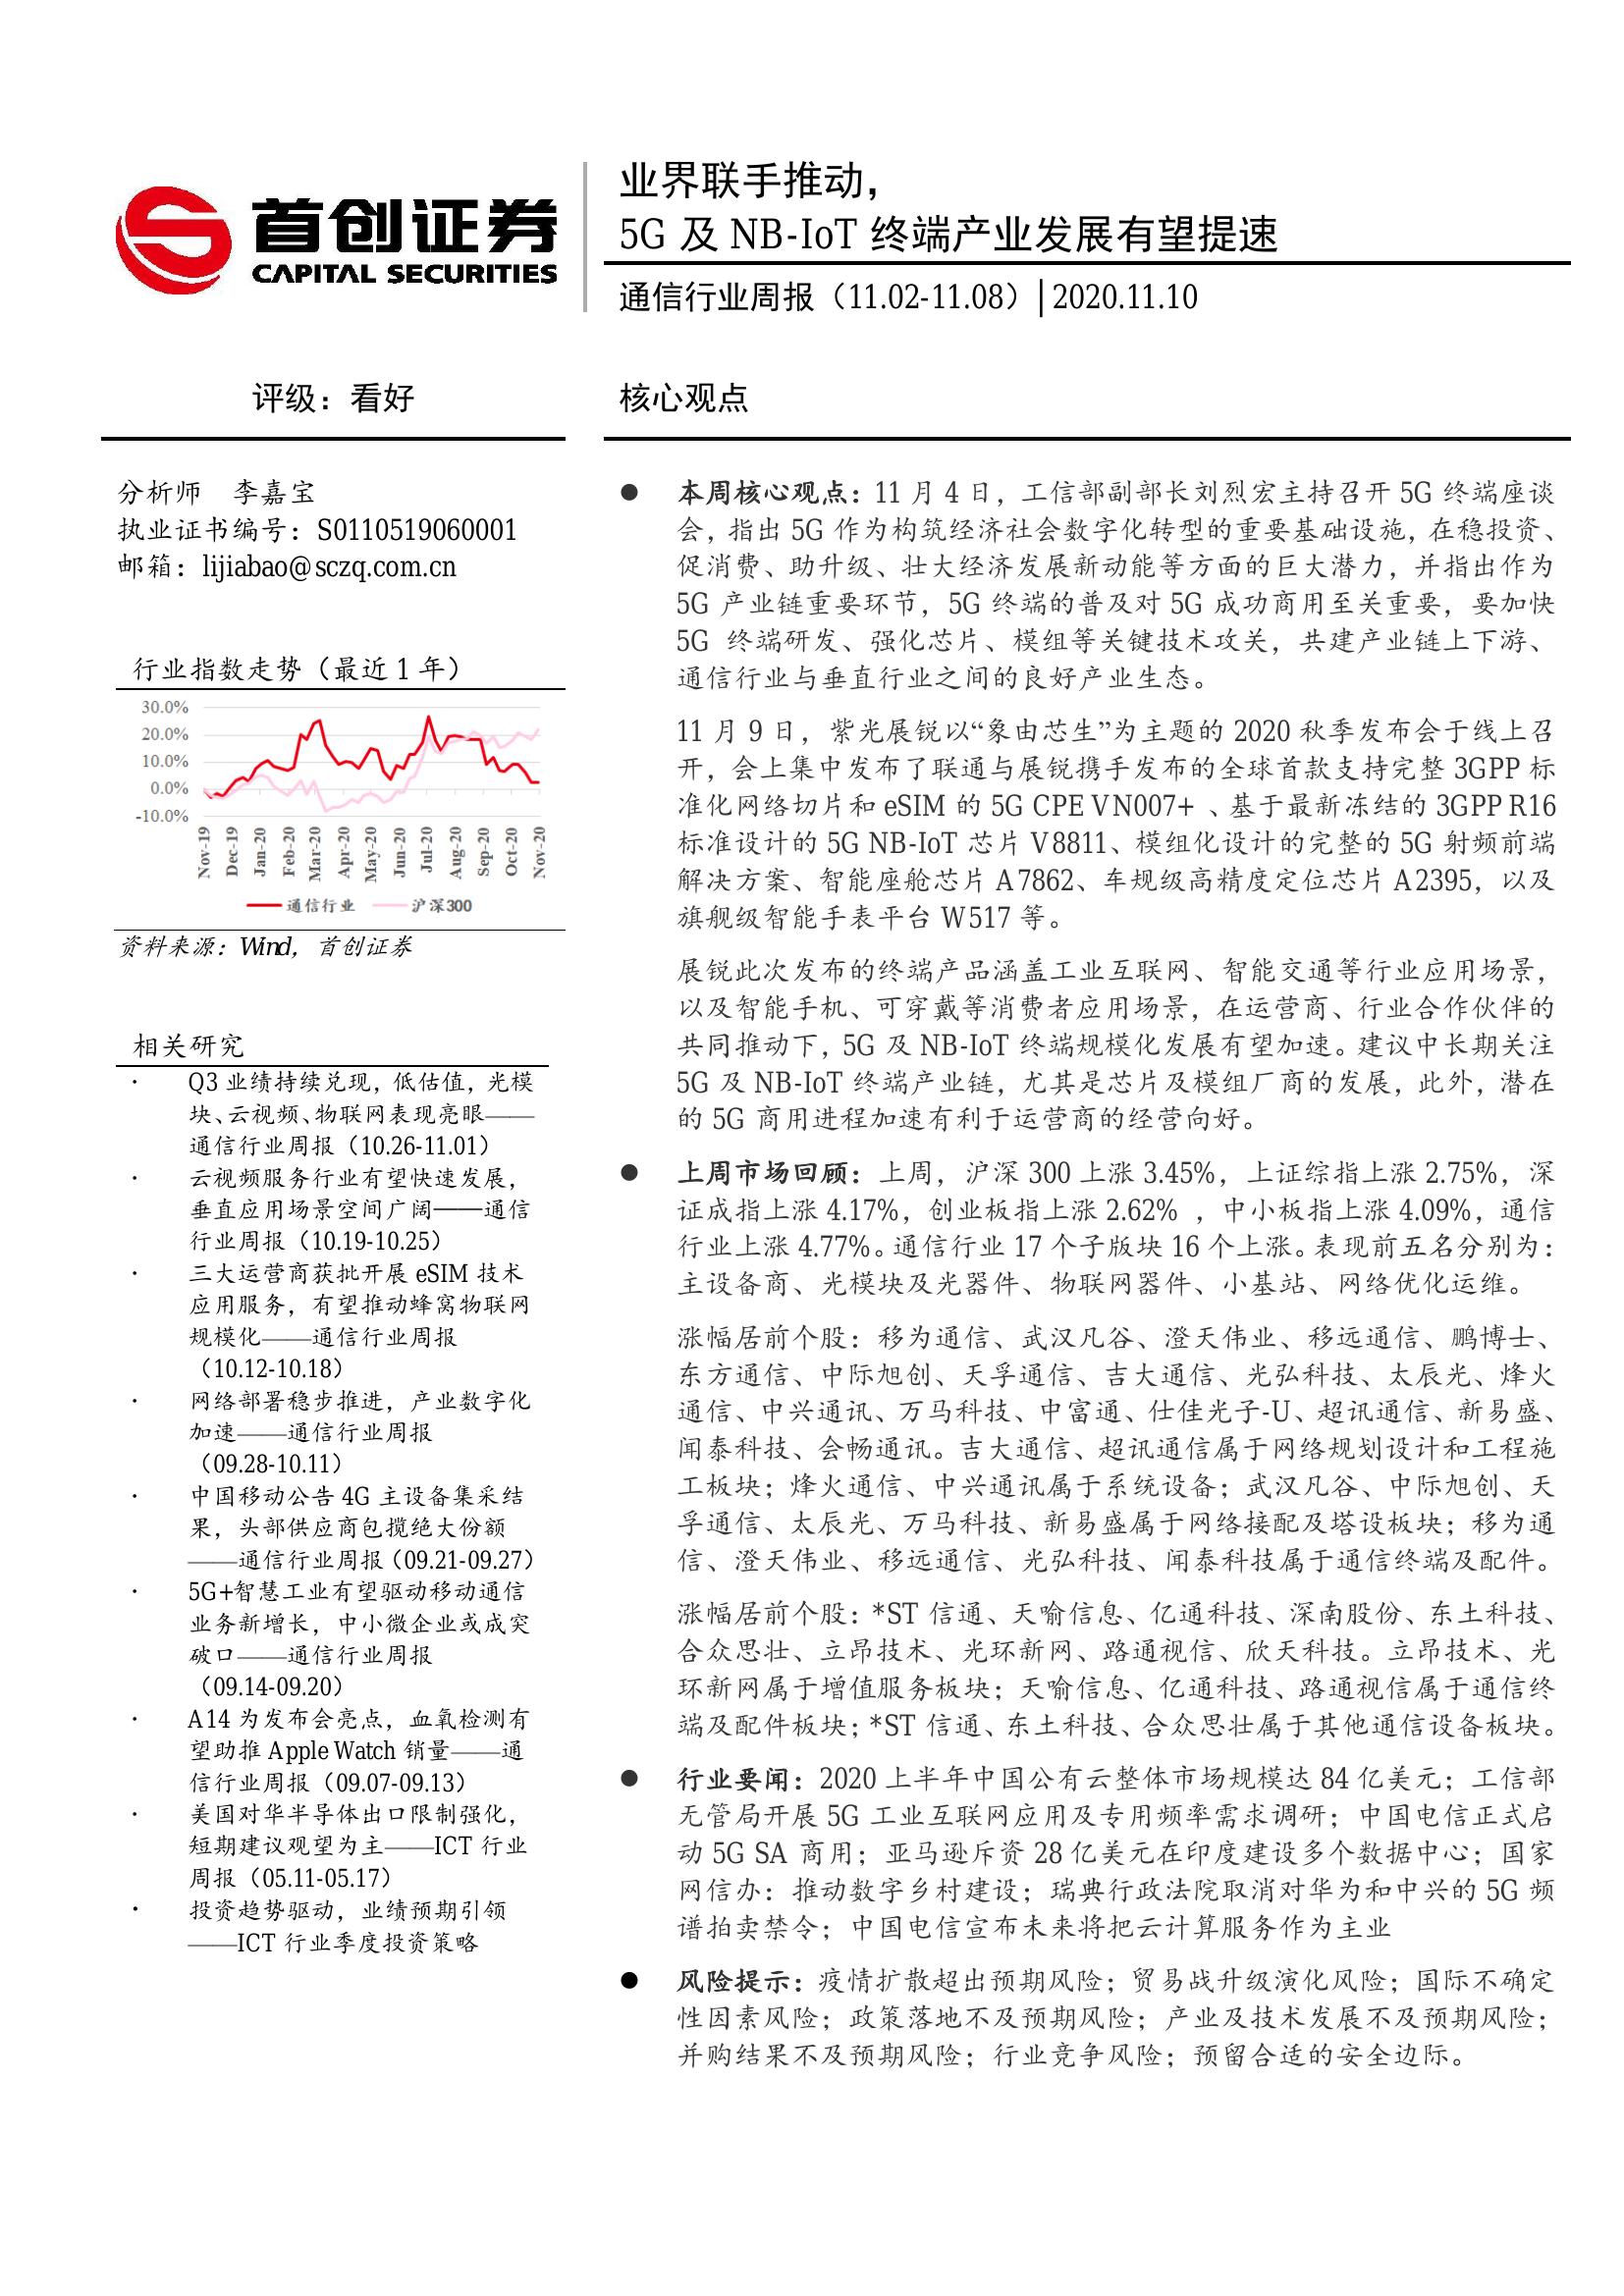 首创证券
CAPITAL SECURITIES
业界联手推动，
5G 及 NB-IoT 终端产业发展有望提速
通信行业周报（11.02-11.08）| 2020.11.10
评级：看好
分析师 李嘉宝
执业证书编号：S0110519060001
邮箱：lijiabao@sczq.com.cn
行业指数走势（最近 1 年）
30.0%
20.0%
10.0%
0.0%
-10.0%
Nov-19
Dec-19
Jan-20
Feb-20
Mar-20
Apr-20
May-20
Jun-20
Jul-20
Aug-20
Sep-20
Oct-20
Nov-20
通信行业 沪深300
资料来源：Wind，首创证券
相关研究
· Q3 业绩持续兑现，低估值，光模
块、云视频、物联网表现亮眼——
通信行业周报（10.26-11.01）
· 云视频服务行业有望快速发展，
垂直应用场景空间广阔——通信
行业周报（10.19-10.25）
· 三大运营商获批开展 eSIM 技术
应用服务，有望推动蜂窝物联网
规模化——通信行业周报
（10.12-10.18）
· 网络部署稳步推进，产业数字化
加速——通信行业周报
（09.28-10.11）
· 中国移动公告 4G 主设备集采结
果，头部供应商包揽绝大份额
——通信行业周报（09.21-09.27）
· 5G+智慧工业有望驱动移动通信
业务新增长，中小微企业或成突
破口——通信行业周报
（09.14-09.20）
· A14 为发布会亮点，血氧检测有
望助推 Apple Watch 销量——通
信行业周报（09.07-09.13）
· 美国对华半导体出口限制强化，
短期建议观望为主——ICT 行业
周报（05.11-05.17）
· 投资趋势驱动，业绩预期引领
——ICT 行业季度投资策略
核心观点
● 本周核心观点：11 月 4 日，工信部副部长刘烈宏主持召开 5G 终端座谈
会，指出 5G 作为构筑经济社会数字化转型的重要基础设施，在稳投资、
促消费、助升级、壮大经济发展新动能等方面的巨大潜力，并指出作为
5G 产业链重要环节，5G 终端的普及对 5G 成功商用至关重要，要加快
5G 终端研发、强化芯片、模组等关键技术攻关，共建产业链上下游、
通信行业与垂直行业之间的良好产业生态。
11 月 9 日，紫光展锐以“象由芯生”为主题的 2020 秋季发布会于线上召
开，会上集中发布了联通与展锐携手发布的全球首款支持完整 3GPP 标
准化网络切片和 eSIM 的 5G CPE VN007+ 、基于最新冻结的 3GPP R16
标准设计的 5G NB-IoT 芯片 V8811、模组化设计的完整的 5G 射频前端
解决方案、智能座舱芯片 A7862、车规级高精度定位芯片 A2395，以及
旗舰级智能手表平台 W517 等。
展锐此次发布的终端产品涵盖工业互联网、智能交通等行业应用场景，
以及智能手机、可穿戴等消费者应用场景，在运营商、行业合作伙伴的
共同推动下，5G 及 NB-IoT 终端规模化发展有望加速。建议中长期关注
5G 及 NB-IoT 终端产业链，尤其是芯片及模组厂商的发展，此外，潜在
的 5G 商用进程加速有利于运营商的经营向好。
● 上周市场回顾：上周，沪深 300 上涨 3.45%，上证综指上涨 2.75%，深
证成指上涨 4.17%，创业板指上涨 2.62% ，中小板指上涨 4.09%，通信
行业上涨 4.77%。通信行业 17 个子版块 16 个上涨。表现前五名分别为：
主设备商、光模块及光器件、物联网器件、小基站、网络优化运维。
涨幅居前个股：移为通信、武汉凡谷、澄天伟业、移远通信、鹏博士、
东方通信、中际旭创、天孚通信、吉大通信、光弘科技、太辰光、烽火
通信、中兴通讯、万马科技、中富通、仕佳光子-U、超讯通信、新易盛、
闻泰科技、会畅通讯。吉大通信、超讯通信属于网络规划设计和工程施
工板块；烽火通信、中兴通讯属于系统设备；武汉凡谷、中际旭创、天
孚通信、太辰光、万马科技、新易盛属于网络接配及塔设板块；移为通
信、澄天伟业、移远通信、光弘科技、闻泰科技属于通信终端及配件。
涨幅居前个股：*ST 信通、天喻信息、亿通科技、深南股份、东土科技、
合众思壮、立昂技术、光环新网、路通视信、欣天科技。立昂技术、光
环新网属于增值服务板块；天喻信息、亿通科技、路通视信属于通信终
端及配件板块；*ST 信通、东土科技、合众思壮属于其他通信设备板块。
● 行业要闻：2020 上半年中国公有云整体市场规模达 84 亿美元；工信部
无管局开展 5G 工业互联网应用及专用频率需求调研；中国电信正式启
动 5G SA 商用；亚马逊斥资 28 亿美元在印度建设多个数据中心；国家
网信办：推动数字乡村建设；瑞典行政法院取消对华为和中兴的 5G 频
谱拍卖禁令；中国电信宣布未来将把云计算服务作为主业
● 风险提示：疫情扩散超出预期风险；贸易战升级演化风险；国际不确定
性因素风险；政策落地不及预期风险；产业及技术发展不及预期风险；
并购结果不及预期风险；行业竞争风险；预留合适的安全边际。